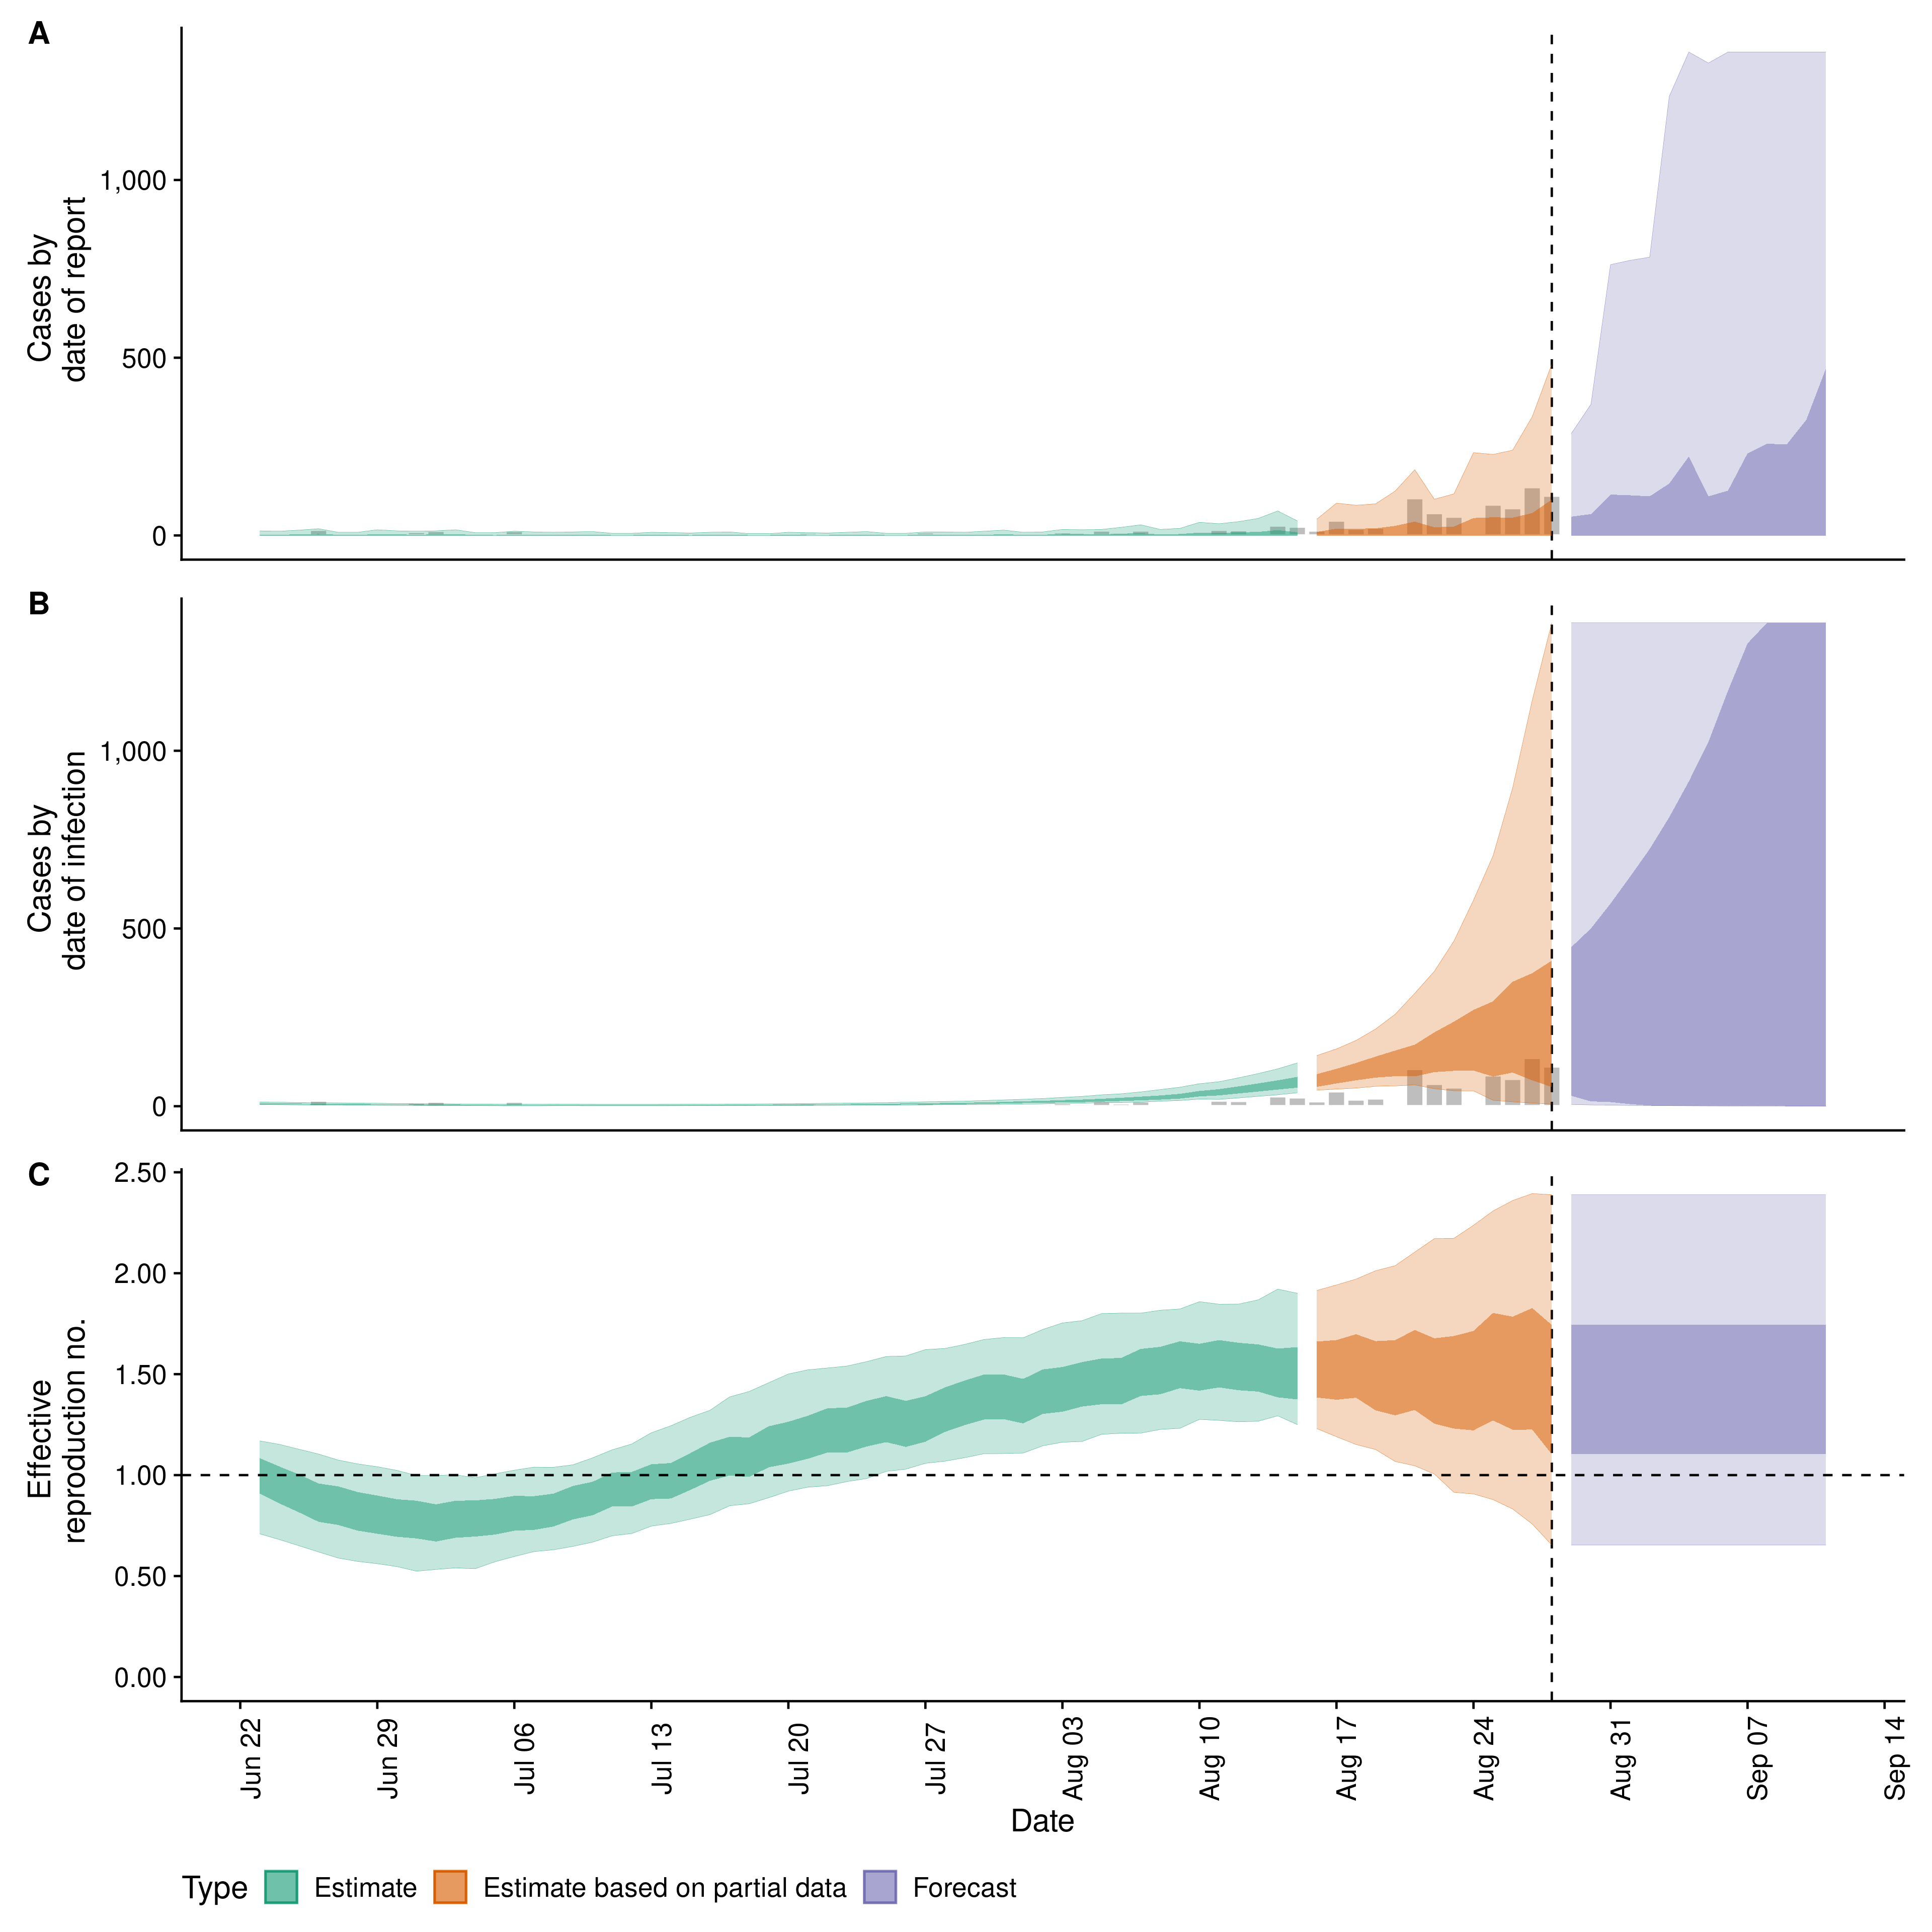 A
Cases by
date of report
1,000
500
0
B
Cases by
date of infection
1,000
500
0
C
Effective
reproduction no.
2.50
2.00
1.50
1.00
0.50
0.00
Jun 22
Jun 29
Jul 06
Jul 13
Jul 20
Jul 27
Aug 03
Aug 10
Aug 17
Aug 24
Aug 31
Sep 07
Sep 14
Date
Type Estimate Estimate based on partial data Forecast